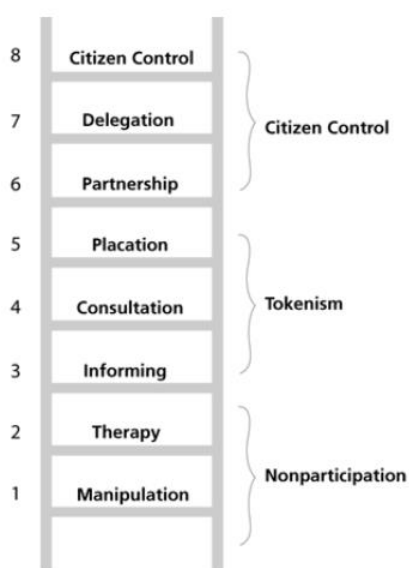 8 Citizen Control
7 Delegation
Citizen Control
6 Partnership
5 Placation
4 Consultation
Tokenism
3 Informing
2 Therapy
Nonparticipation
1 Manipulation